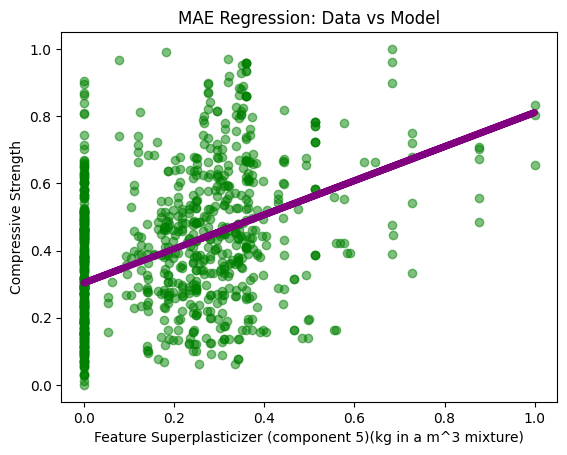 MAE Regression: Data vs Model
Compressive Strength
1.0
0.8
0.6
0.4
0.2
0.0
0.0 0.2 0.4 0.6 0.8 1.0
Feature Superplasticizer (component 5)(kg in a m^3 mixture)